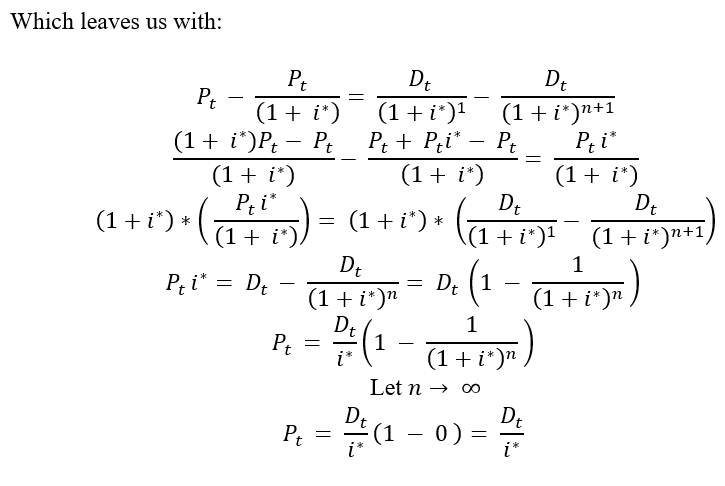 Which leaves us with:
P_t − P_t / (1 + i*) = D_t / (1 + i*)^1 − D_t / (1 + i*)^{n+1}
((1 + i*)P_t − P_t) / (1 + i*) − (P_t + P_t i* − P_t) / (1 + i*) = P_t i* / (1 + i*)
(1 + i*) * (P_t i* / (1 + i*)) = (1 + i*) * (D_t / (1 + i*)^1 − D_t / (1 + i*)^{n+1})
P_t i* = D_t − D_t / (1 + i*)^n = D_t (1 − 1 / (1 + i*)^n)
P_t = D_t / i* (1 − 1 / (1 + i*)^n)
Let n → ∞
P_t = D_t / i* (1 − 0) = D_t / i*